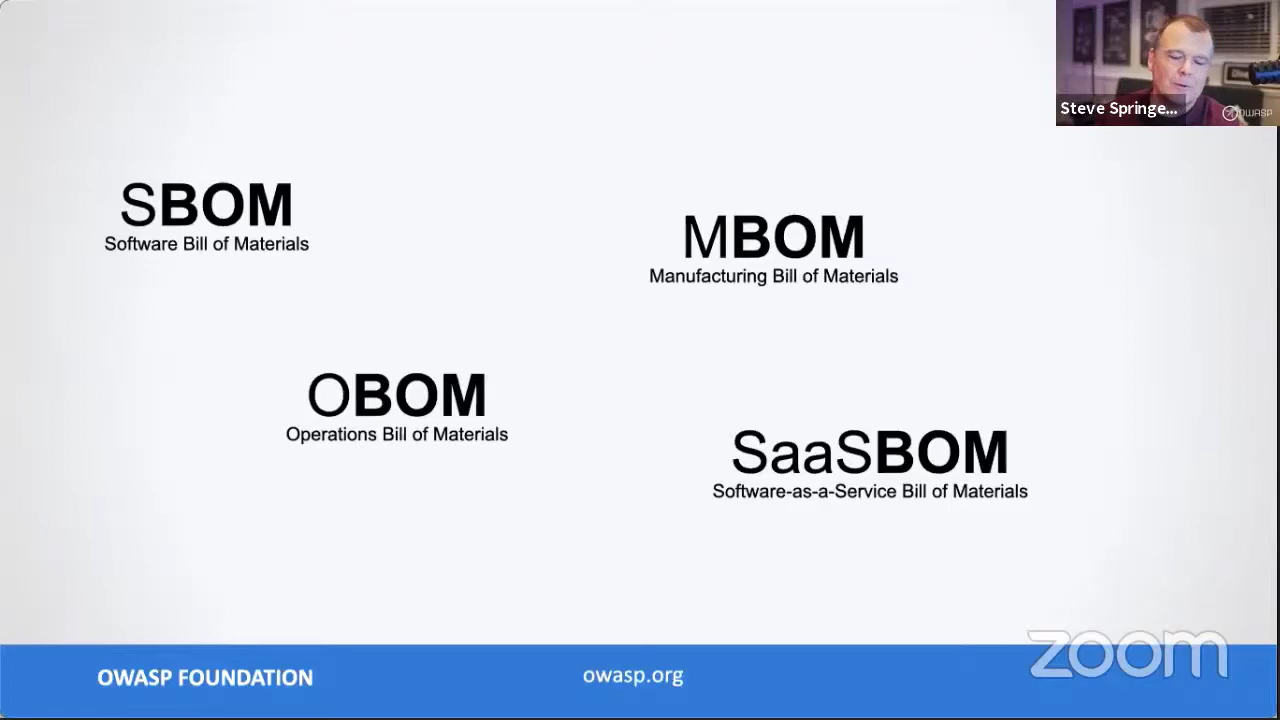 Steve Springe...
OWASP
SBOM
Software Bill of Materials
MBOM
Manufacturing Bill of Materials
OBOM
Operations Bill of Materials
SaaSBOM
Software-as-a-Service Bill of Materials
zoom
OWASP FOUNDATION
owasp.org